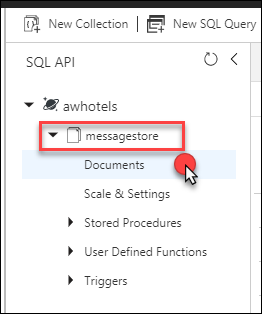 New Collection New SQL Query
SQL API
awhotels
messagestore
Documents
Scale & Settings
Stored Procedures
User Defined Functions
Triggers